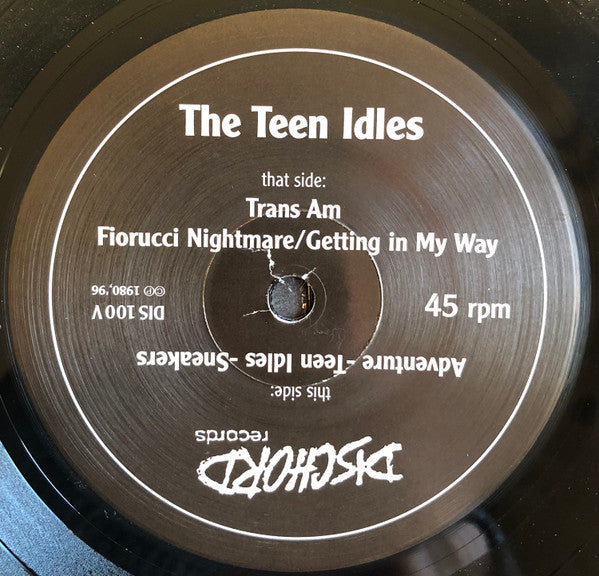 The Teen Idles
that side:
Trans Am
Fiorucci Nightmare/Getting in My Way
45 rpm
DISCHORD
records
this side:
Adventure - Teen Idles - Sneakers
DIS 100 V
©℗ 1980, '96